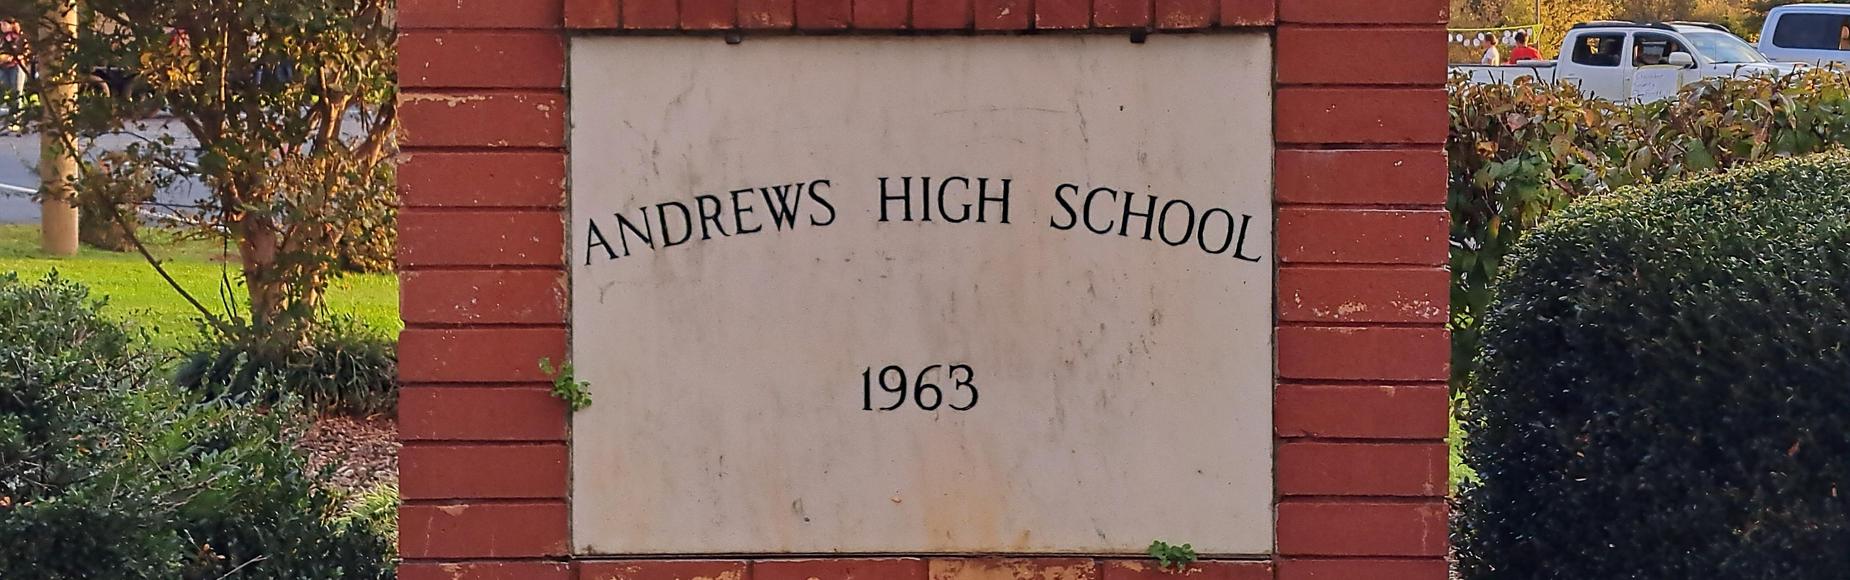 ANDREWS HIGH SCHOOL
1963